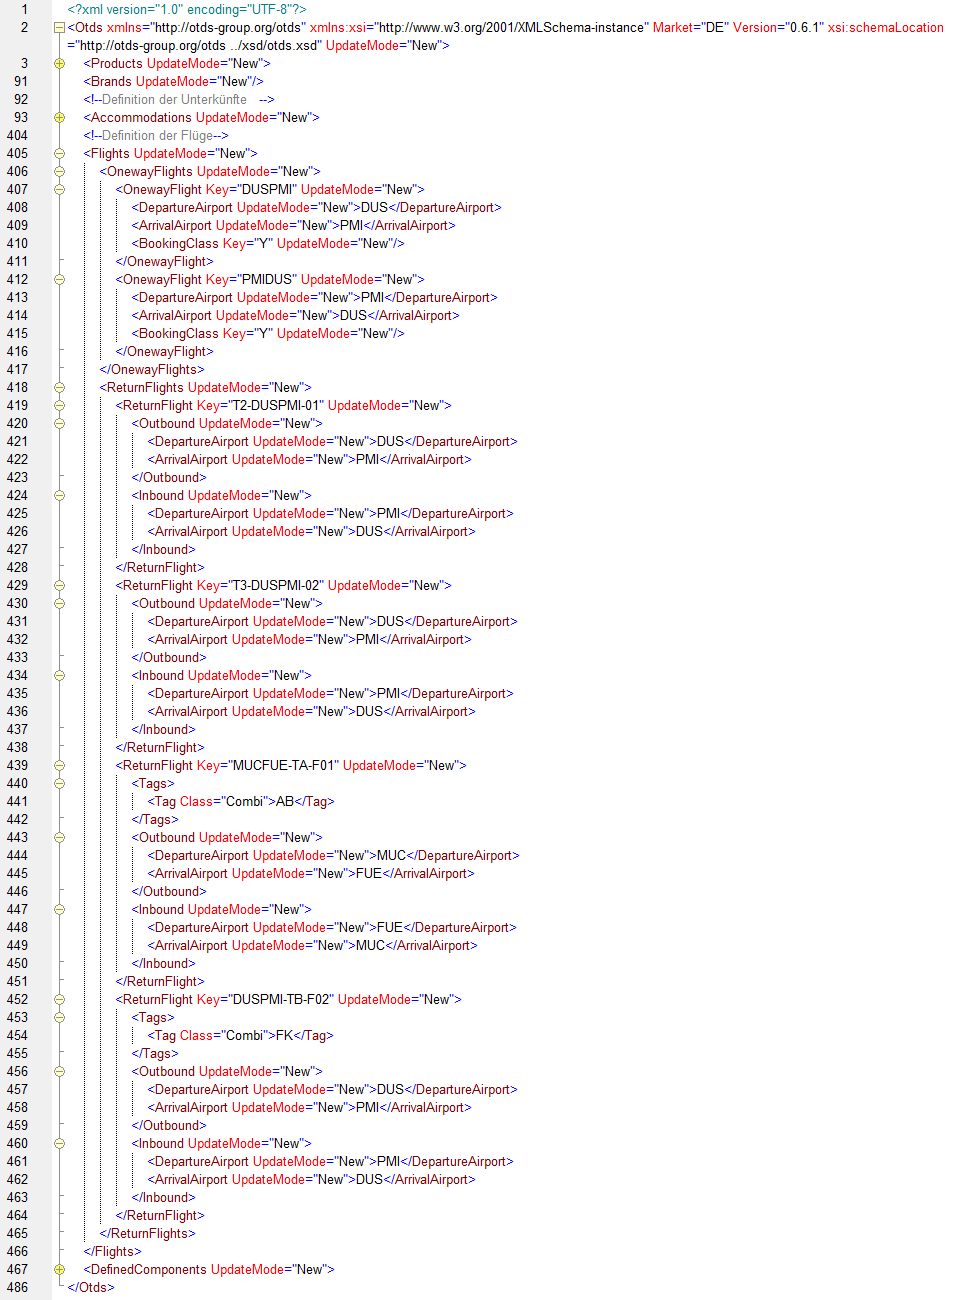 1 <?xml version="1.0" encoding="UTF-8"?>
2 <Otds xmlns="http://otds-group.org/otds" xmlns:xsi="http://www.w3.org/2001/XMLSchema-instance" Market="DE" Version="0.6.1" xsi:schemaLocation
="http://otds-group.org/otds ../xsd/otds.xsd" UpdateMode="New">
3 <Products UpdateMode="New">
91 <Brands UpdateMode="New"/>
92 <!--Definition der Unterkünfte -->
93 <Accommodations UpdateMode="New">
404 <!--Definition der Flüge-->
405 <Flights UpdateMode="New">
406 <OnewayFlights UpdateMode="New">
407 <OnewayFlight Key="DUSPMI" UpdateMode="New">
408 <DepartureAirport UpdateMode="New">DUS</DepartureAirport>
409 <ArrivalAirport UpdateMode="New">PMI</ArrivalAirport>
410 <BookingClass Key="Y" UpdateMode="New"/>
411 </OnewayFlight>
412 <OnewayFlight Key="PMIDUS" UpdateMode="New">
413 <DepartureAirport UpdateMode="New">PMI</DepartureAirport>
414 <ArrivalAirport UpdateMode="New">DUS</ArrivalAirport>
415 <BookingClass Key="Y" UpdateMode="New"/>
416 </OnewayFlight>
417 </OnewayFlights>
418 <ReturnFlights UpdateMode="New">
419 <ReturnFlight Key="T2-DUSPMI-01" UpdateMode="New">
420 <Outbound UpdateMode="New">
421 <DepartureAirport UpdateMode="New">DUS</DepartureAirport>
422 <ArrivalAirport UpdateMode="New">PMI</ArrivalAirport>
423 </Outbound>
424 <Inbound UpdateMode="New">
425 <DepartureAirport UpdateMode="New">PMI</DepartureAirport>
426 <ArrivalAirport UpdateMode="New">DUS</ArrivalAirport>
427 </Inbound>
428 </ReturnFlight>
429 <ReturnFlight Key="T3-DUSPMI-02" UpdateMode="New">
430 <Outbound UpdateMode="New">
431 <DepartureAirport UpdateMode="New">DUS</DepartureAirport>
432 <ArrivalAirport UpdateMode="New">PMI</ArrivalAirport>
433 </Outbound>
434 <Inbound UpdateMode="New">
435 <DepartureAirport UpdateMode="New">PMI</DepartureAirport>
436 <ArrivalAirport UpdateMode="New">DUS</ArrivalAirport>
437 </Inbound>
438 </ReturnFlight>
439 <ReturnFlight Key="MUCFUE-TA-F01" UpdateMode="New">
440 <Tags>
441 <Tag Class="Combi">AB</Tag>
442 </Tags>
443 <Outbound UpdateMode="New">
444 <DepartureAirport UpdateMode="New">MUC</DepartureAirport>
445 <ArrivalAirport UpdateMode="New">FUE</ArrivalAirport>
446 </Outbound>
447 <Inbound UpdateMode="New">
448 <DepartureAirport UpdateMode="New">FUE</DepartureAirport>
449 <ArrivalAirport UpdateMode="New">MUC</ArrivalAirport>
450 </Inbound>
451 </ReturnFlight>
452 <ReturnFlight Key="DUSPMI-TB-F02" UpdateMode="New">
453 <Tags>
454 <Tag Class="Combi">FK</Tag>
455 </Tags>
456 <Outbound UpdateMode="New">
457 <DepartureAirport UpdateMode="New">DUS</DepartureAirport>
458 <ArrivalAirport UpdateMode="New">PMI</ArrivalAirport>
459 </Outbound>
460 <Inbound UpdateMode="New">
461 <DepartureAirport UpdateMode="New">PMI</DepartureAirport>
462 <ArrivalAirport UpdateMode="New">DUS</ArrivalAirport>
463 </Inbound>
464 </ReturnFlight>
465 </ReturnFlights>
466 </Flights>
467 <DefinedComponents UpdateMode="New">
486 </Otds>